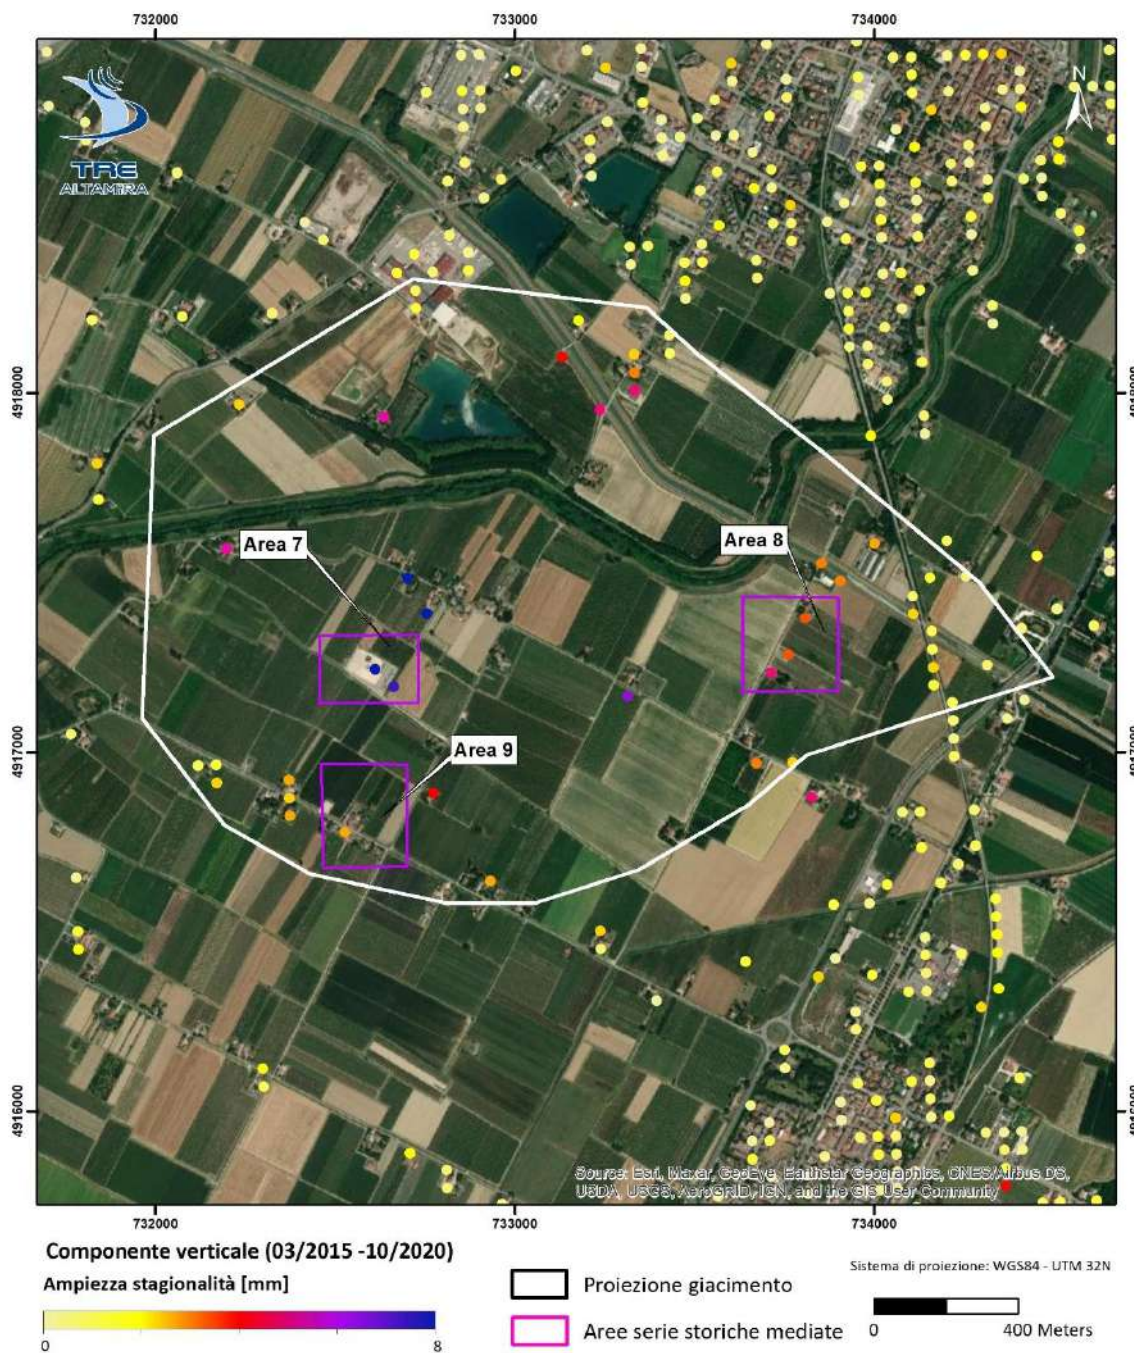 732000 733000 734000
N
TRE
ALTAMIRA
4918000 4918000
Area 7
Area 8
4917000 4917000
Area 9
4916000 4916000
Source: Esri, Maxar, GeoEye, Earthstar Geographics, CNES/Airbus DS,
USDA, USGS, AeroGRID, IGN, and the GIS User Community
732000 733000 734000
Componente verticale (03/2015 -10/2020)
Ampiezza stagionalità [mm]
0 8
Proiezione giacimento
Aree serie storiche mediate
Sistema di proiezione: WGS84 - UTM 32N
0 400 Meters